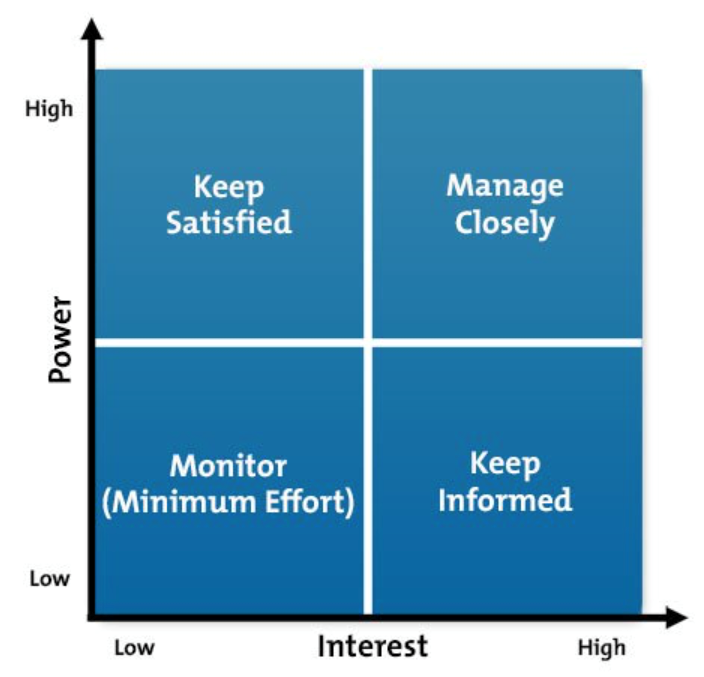 High
Keep
Satisfied
Manage
Closely
Power
Monitor
(Minimum Effort)
Keep
Informed
Low
Low
Interest
High